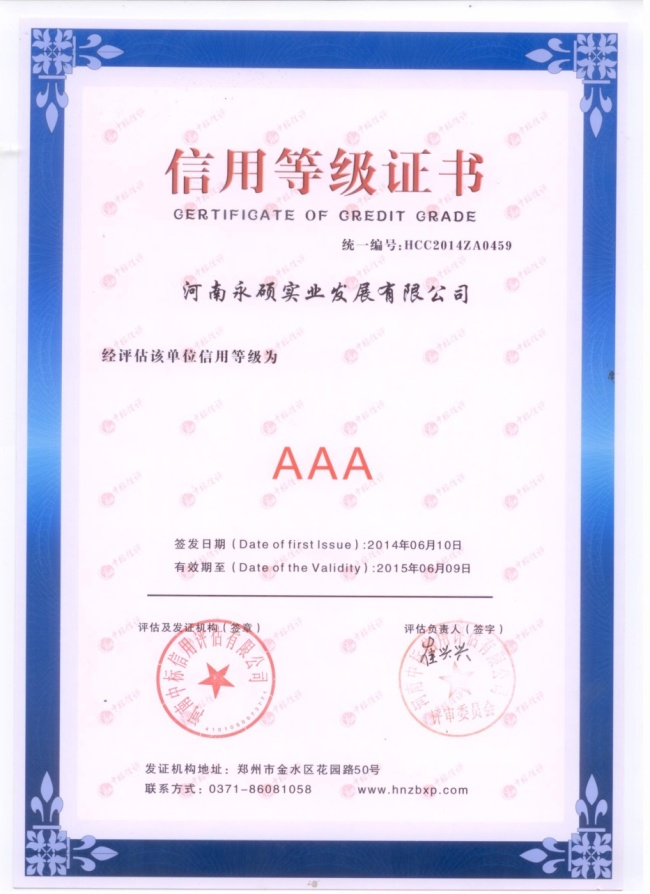 信用等级证书
CERTIFICATE OF CREDIT GRADE
统一编号:HCC2014ZA0459
河南永硕实业发展有限公司
经评估该单位信用等级为
AAA
签发日期(Date of first Issue):2014年06月10日
有效期至(Date of the Validity):2015年06月09日
评估及发证机构(签章) 评估负责人(签字)
河南中标信用评估有限公司
崔兴兴
评审委员会
发证机构地址:郑州市金水区花园路50号
联系方式:0371-86081058 www.hnzbxp.com